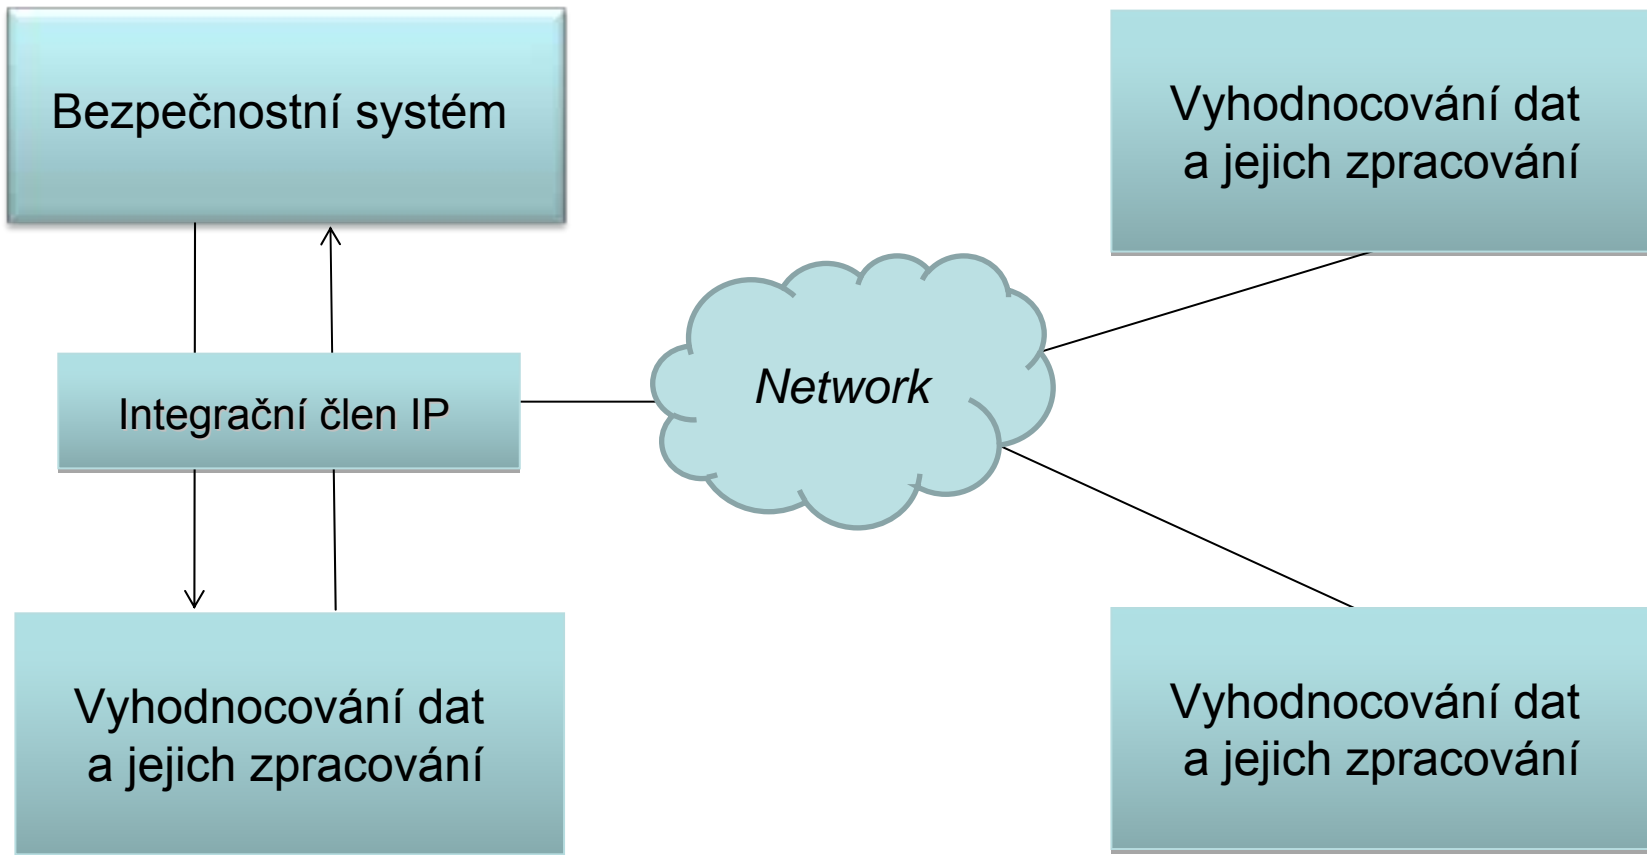 Bezpečnostní systém
Vyhodnocování dat
a jejich zpracování
Network
Integrační člen IP
Vyhodnocování dat
a jejich zpracování
Vyhodnocování dat
a jejich zpracování